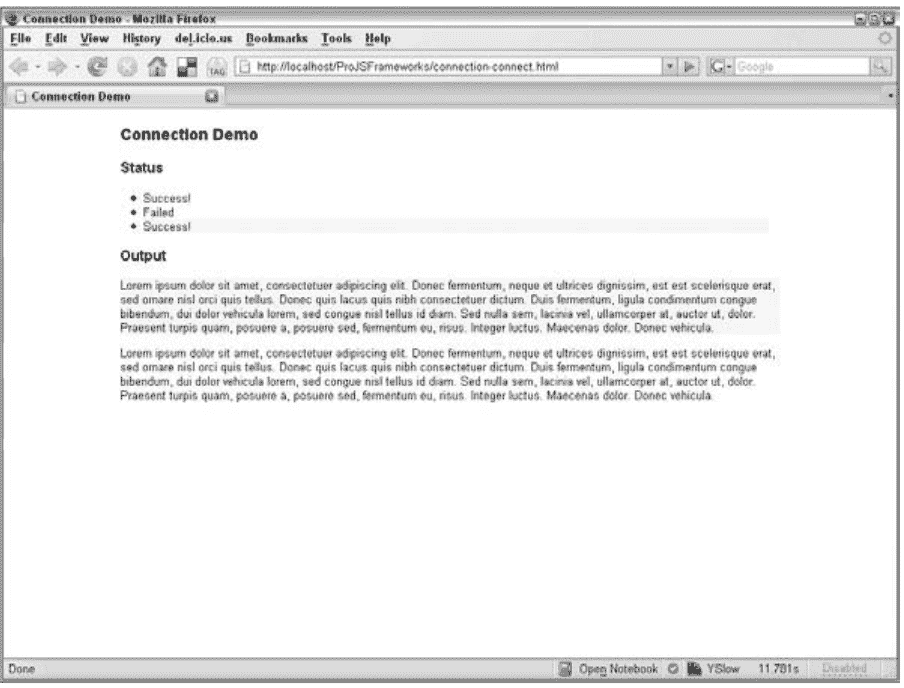 Connection Demo - Mozilla Firefox
File Edit View History del.icio.us Bookmarks Tools Help
TAG http://localhost/ProJSFrameworks/connection-connect.html G Google
Connection Demo
Connection Demo
Status
• Success!
• Failed
• Success!
Output
Lorem ipsum dolor sit amet, consectetuer adipiscing elit. Donec fermentum, neque et ultrices dignissim, est est scelerisque erat,
sed ornare nisl orci quis tellus. Donec quis lacus quis nibh consectetuer dictum. Duis fermentum, ligula condimentum congue
bibendum, dui dolor vehicula lorem, sed congue nisl tellus id diam. Sed nulla sem, lacinia vel, ullamcorper at, auctor ut, dolor.
Praesent turpis quam, posuere a, posuere sed, fermentum eu, risus. Integer luctus. Maecenas dolor. Donec vehicula.
Lorem ipsum dolor sit amet, consectetuer adipiscing elit. Donec fermentum, neque et ultrices dignissim, est est scelerisque erat,
sed ornare nisl orci quis tellus. Donec quis lacus quis nibh consectetuer dictum. Duis fermentum, ligula condimentum congue
bibendum, dui dolor vehicula lorem, sed congue nisl tellus id diam. Sed nulla sem, lacinia vel, ullamcorper at, auctor ut, dolor.
Praesent turpis quam, posuere a, posuere sed, fermentum eu, risus. Integer luctus. Maecenas dolor. Donec vehicula.
Done Open Notebook YSlow 11.781s Disabled